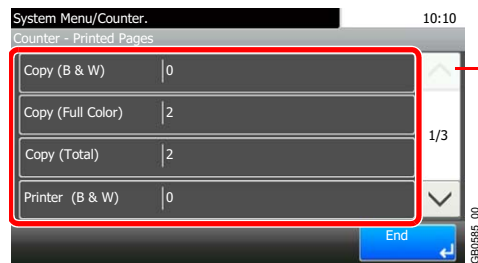 System Menu/Counter.
10:10
Counter - Printed Pages
Copy (B & W) 0
Copy (Full Color) 2
Copy (Total) 2
1/3
Printer (B & W) 0
End
GB0585_00